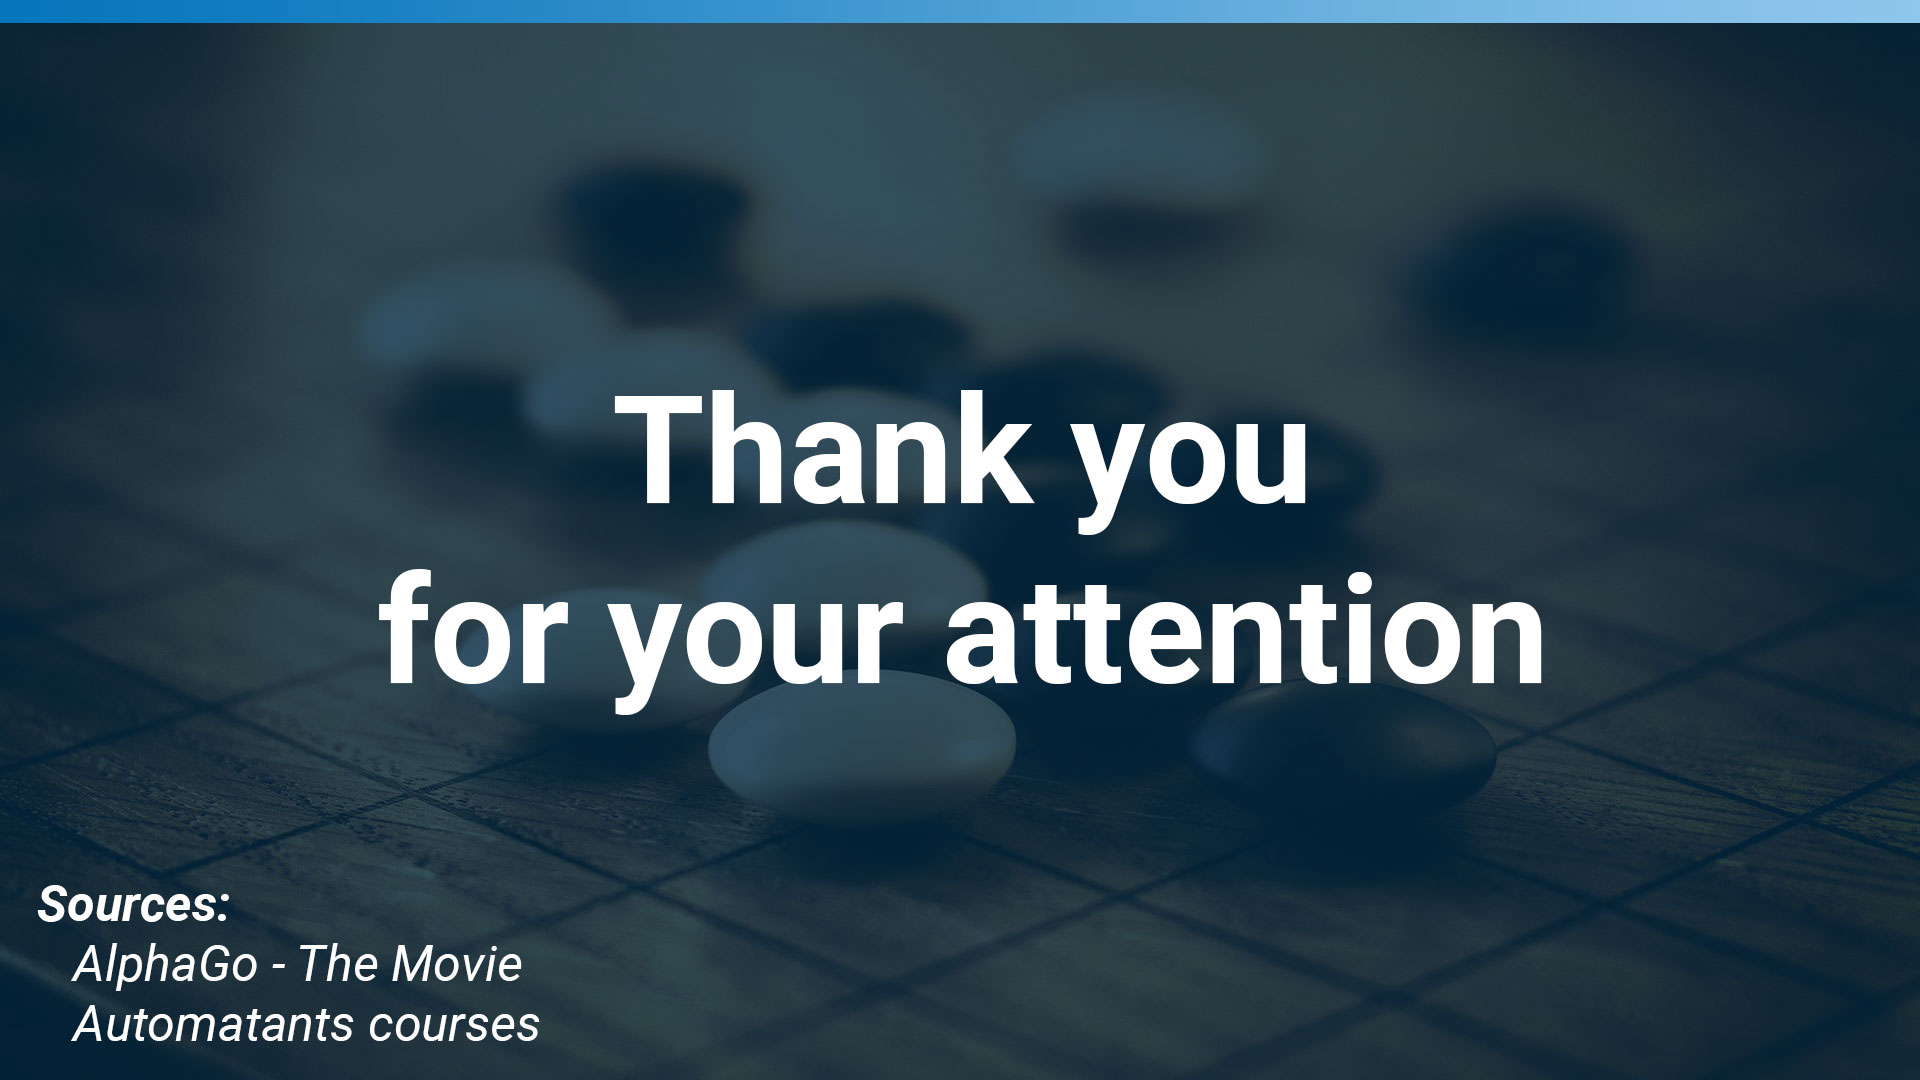 Thank you
for your attention
Sources:
AlphaGo - The Movie
Automatants courses